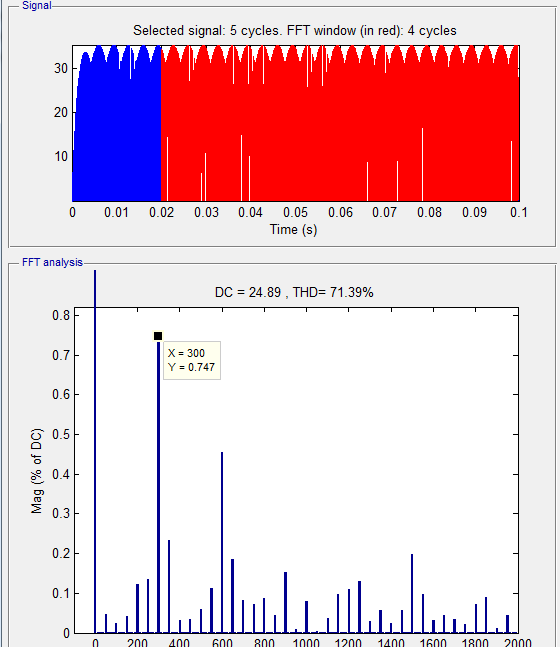 Signal
Selected signal: 5 cycles. FFT window (in red): 4 cycles
30
20
10
0 0.01 0.02 0.03 0.04 0.05 0.06 0.07 0.08 0.09 0.1
Time (s)
FFT analysis
DC = 24.89 , THD= 71.39%
0.8
0.7
0.6
0.5
0.4
0.3
0.2
0.1
0
Mag (% of DC)
X = 300
Y = 0.747
0 200 400 600 800 1000 1200 1400 1600 1800 2000